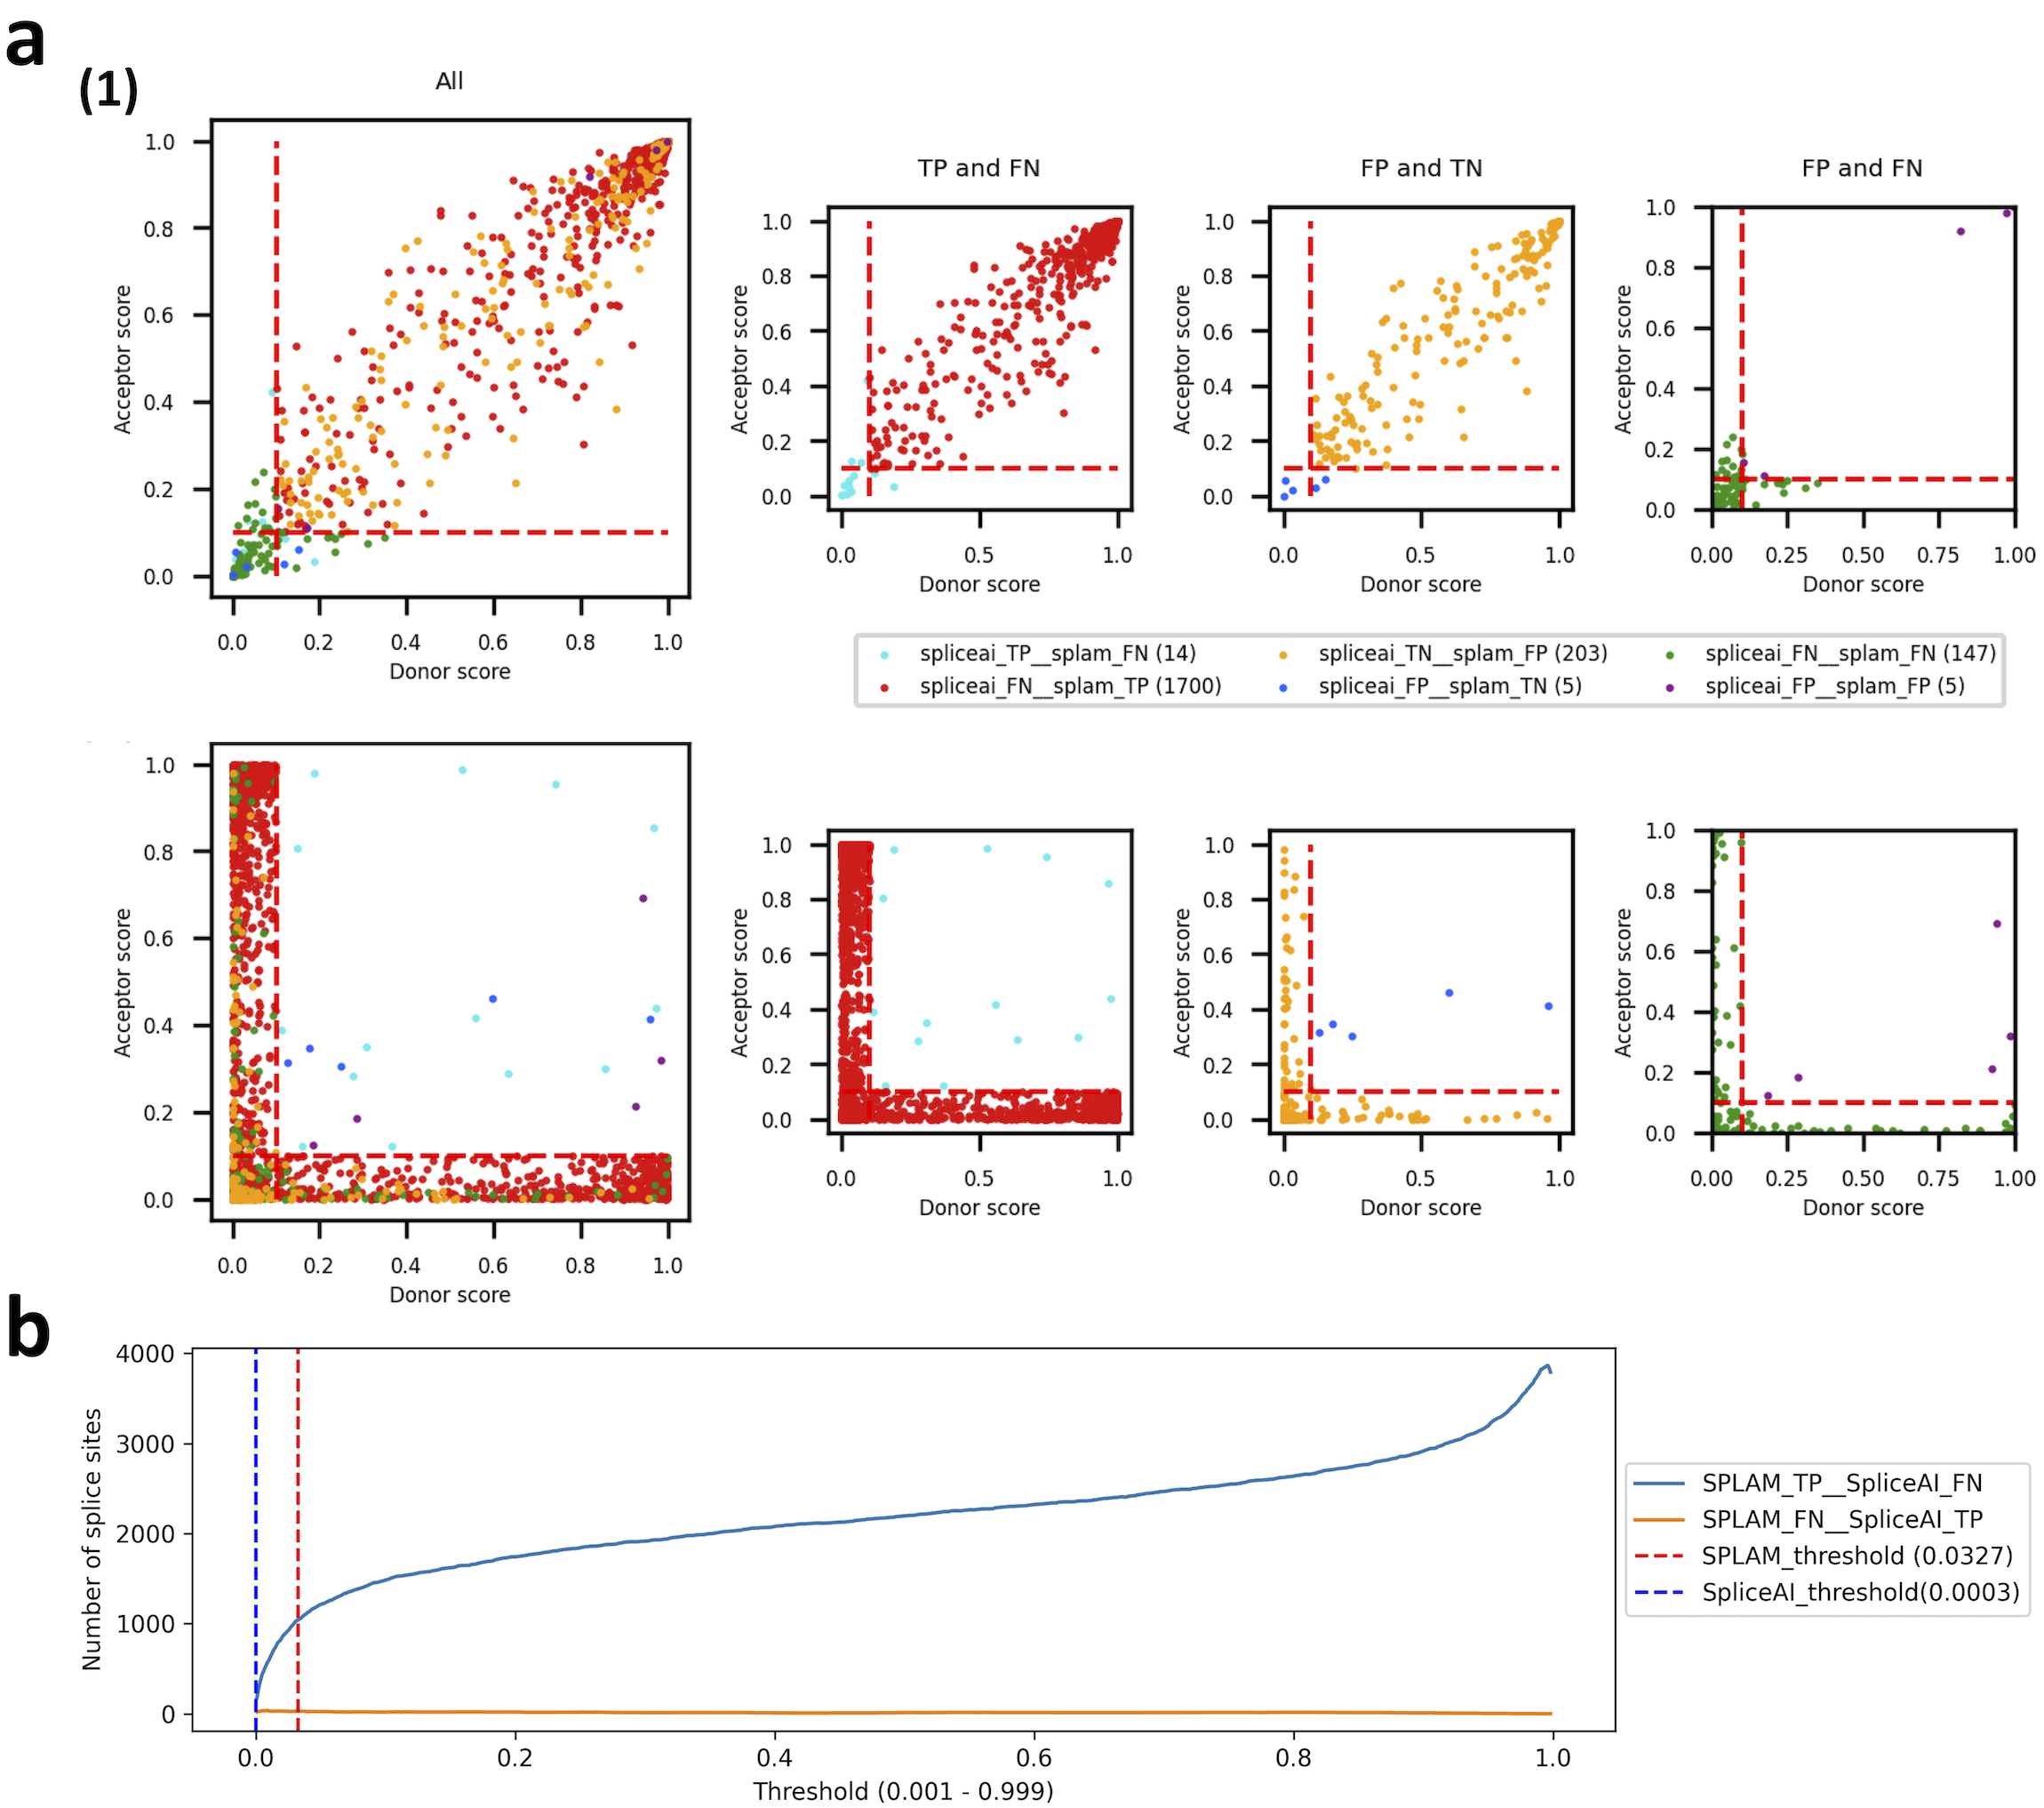 a
(1)
All
TP and FN
FP and TN
FP and FN
1.0
0.8
0.6
0.4
0.2
0.0
Acceptor score
0.0 0.2 0.4 0.6 0.8 1.0
Donor score
1.0
0.8
0.6
0.4
0.2
0.0
Acceptor score
0.0 0.5 1.0
Donor score
1.0
0.8
0.6
0.4
0.2
0.0
Acceptor score
0.0 0.5 1.0
Donor score
1.0
0.8
0.6
0.4
0.2
0.0
Acceptor score
0.00 0.25 0.50 0.75 1.00
Donor score
spliceai_TP__splam_FN (14)
spliceai_TN__splam_FP (203)
spliceai_FN__splam_FN (147)
spliceai_FN__splam_TP (1700)
spliceai_FP__splam_TN (5)
spliceai_FP__splam_FP (5)
1.0
0.8
0.6
0.4
0.2
0.0
Acceptor score
0.0 0.2 0.4 0.6 0.8 1.0
Donor score
1.0
0.8
0.6
0.4
0.2
0.0
Acceptor score
0.0 0.5 1.0
Donor score
1.0
0.8
0.6
0.4
0.2
0.0
Acceptor score
0.0 0.5 1.0
Donor score
1.0
0.8
0.6
0.4
0.2
0.0
Acceptor score
0.00 0.25 0.50 0.75 1.00
Donor score
b
4000
3000
2000
1000
0
Number of splice sites
0.0 0.2 0.4 0.6 0.8 1.0
Threshold (0.001 - 0.999)
SPLAM_TP__SpliceAI_FN
SPLAM_FN__SpliceAI_TP
SPLAM_threshold (0.0327)
SpliceAI_threshold(0.0003)